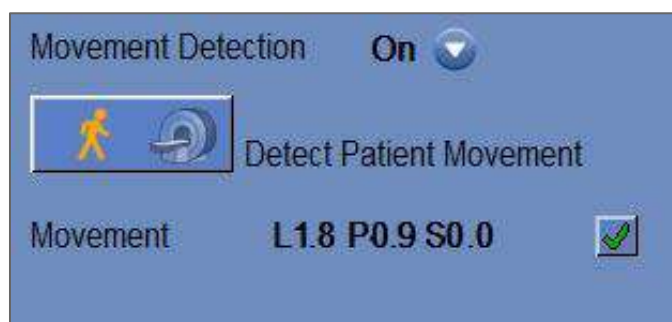 Movement Detection On
Detect Patient Movement
Movement L1.8 P0.9 S0.0